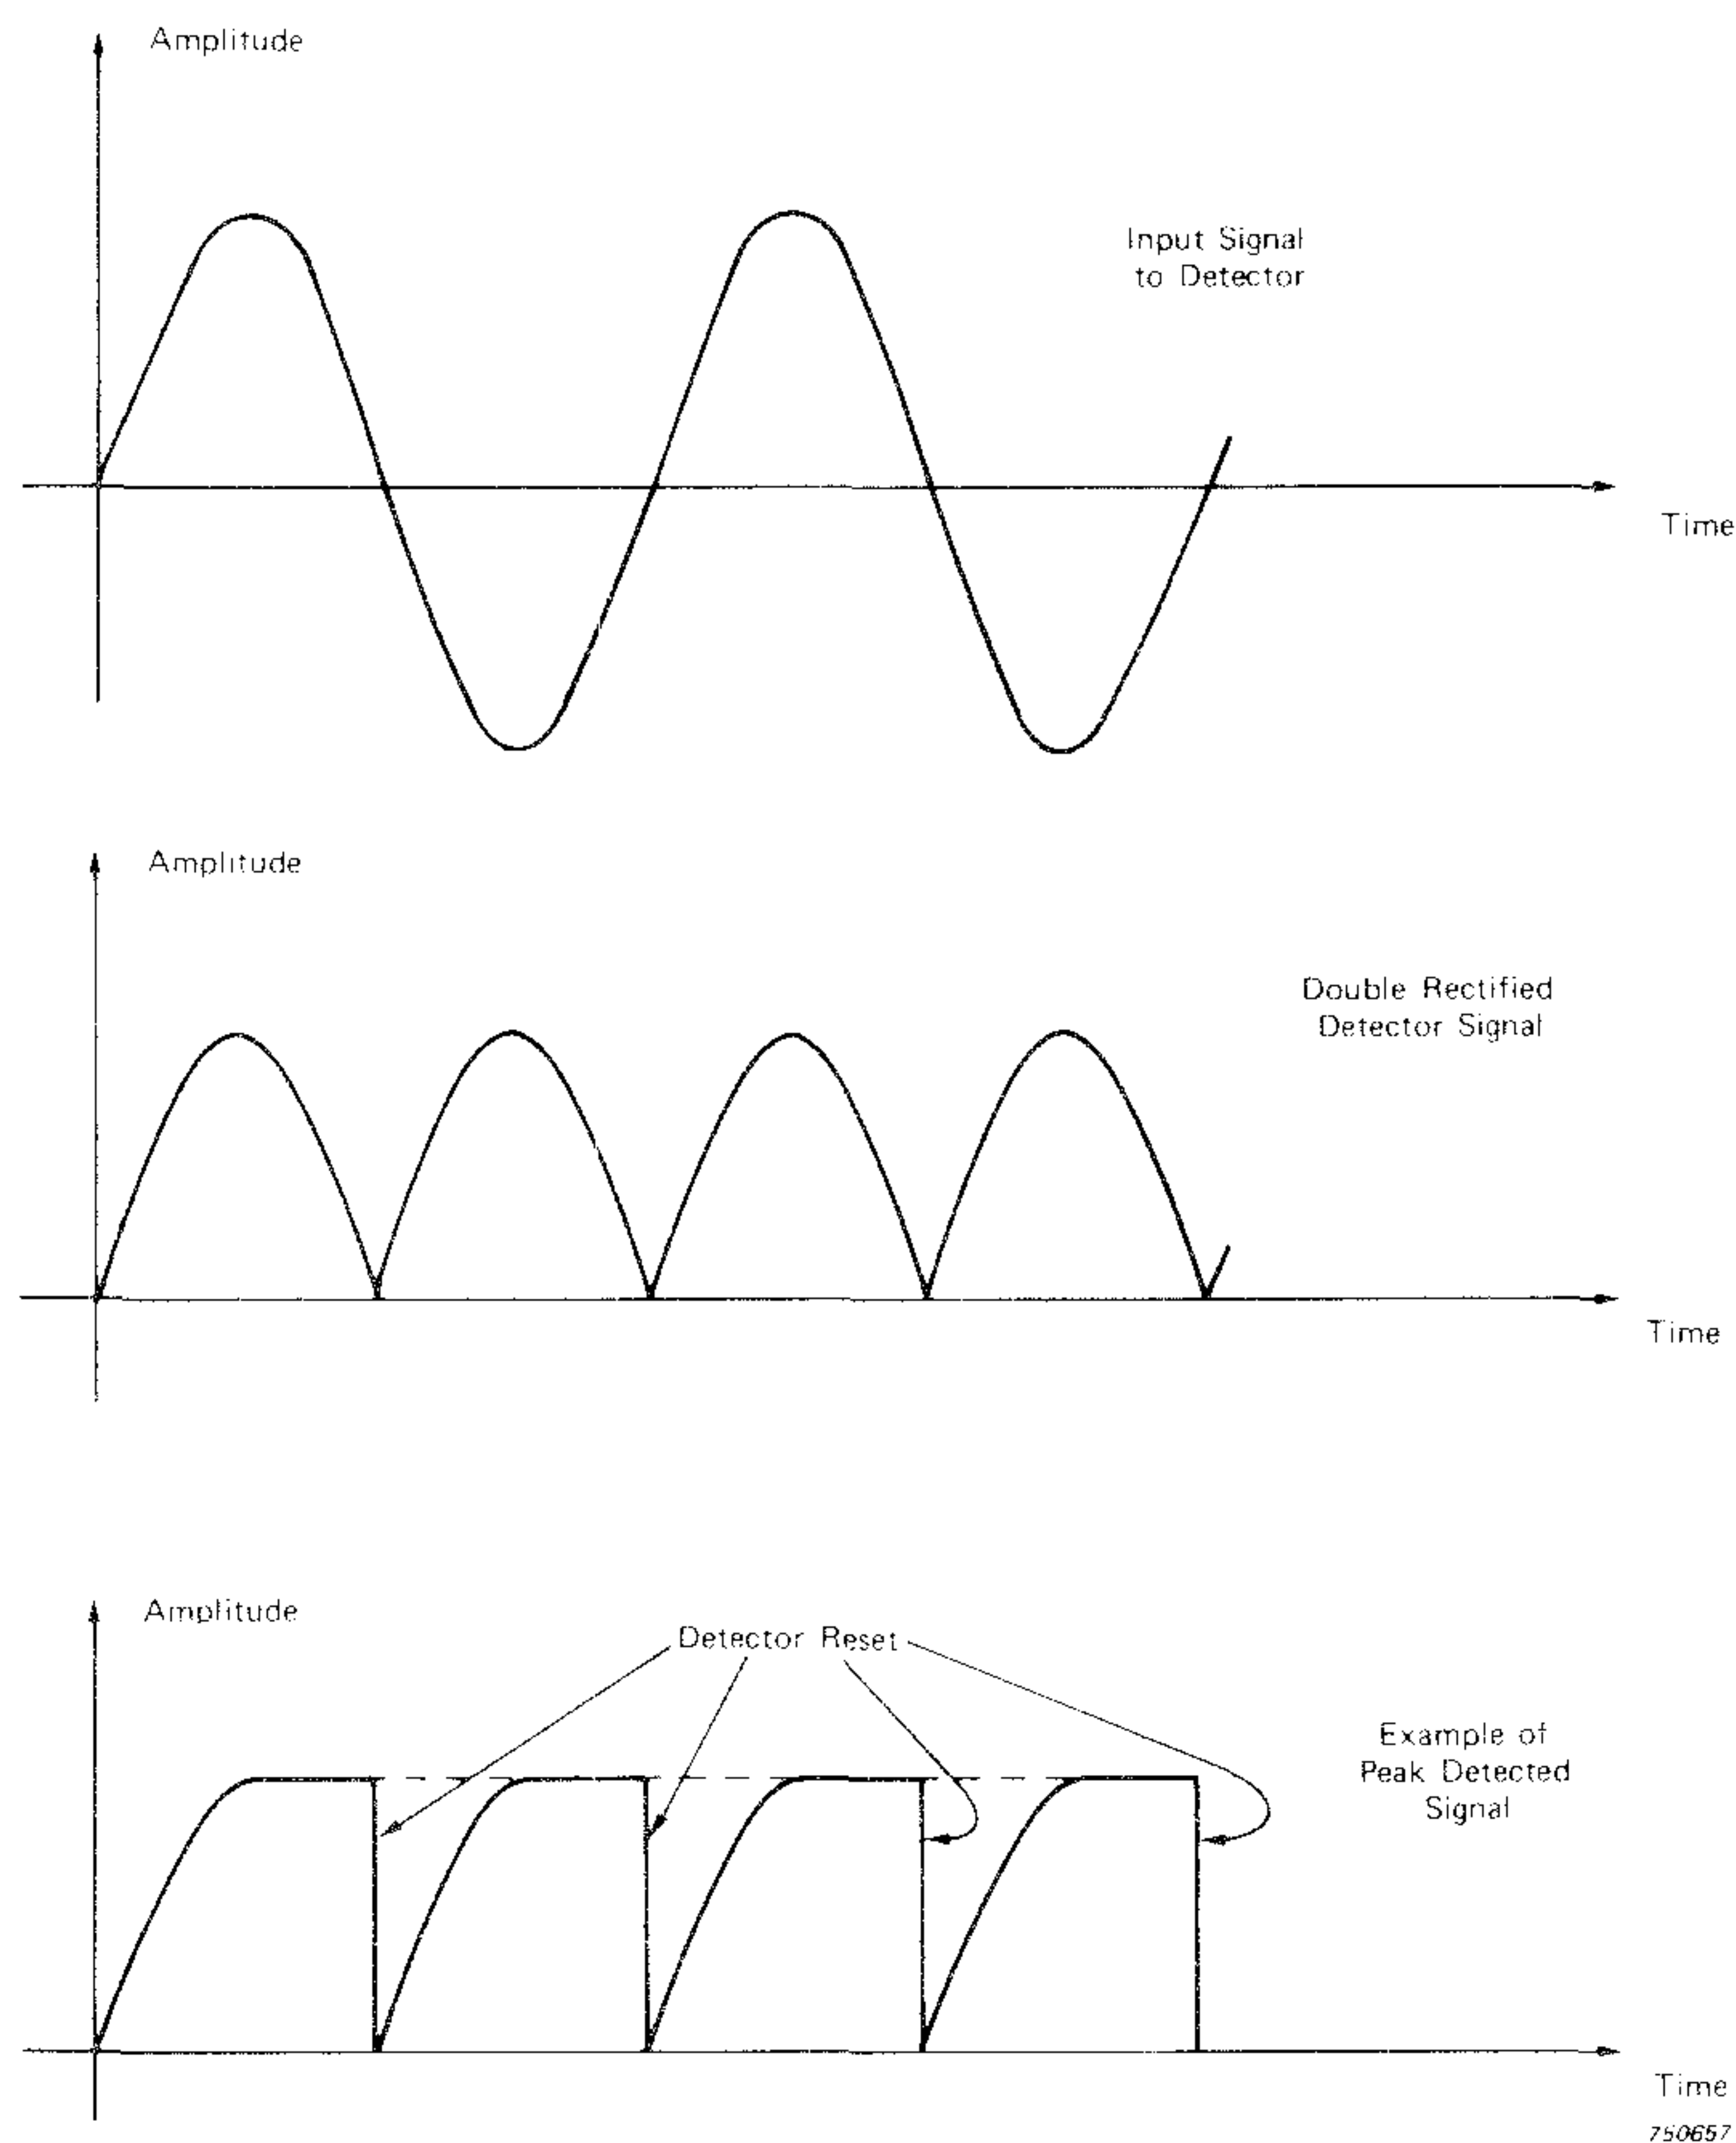 Amplitude
Input Signal
to Detector
Time
Amplitude
Double Rectified
Detector Signal
Time
Amplitude
Detector Reset
Example of
Peak Detected
Signal
Time
750657